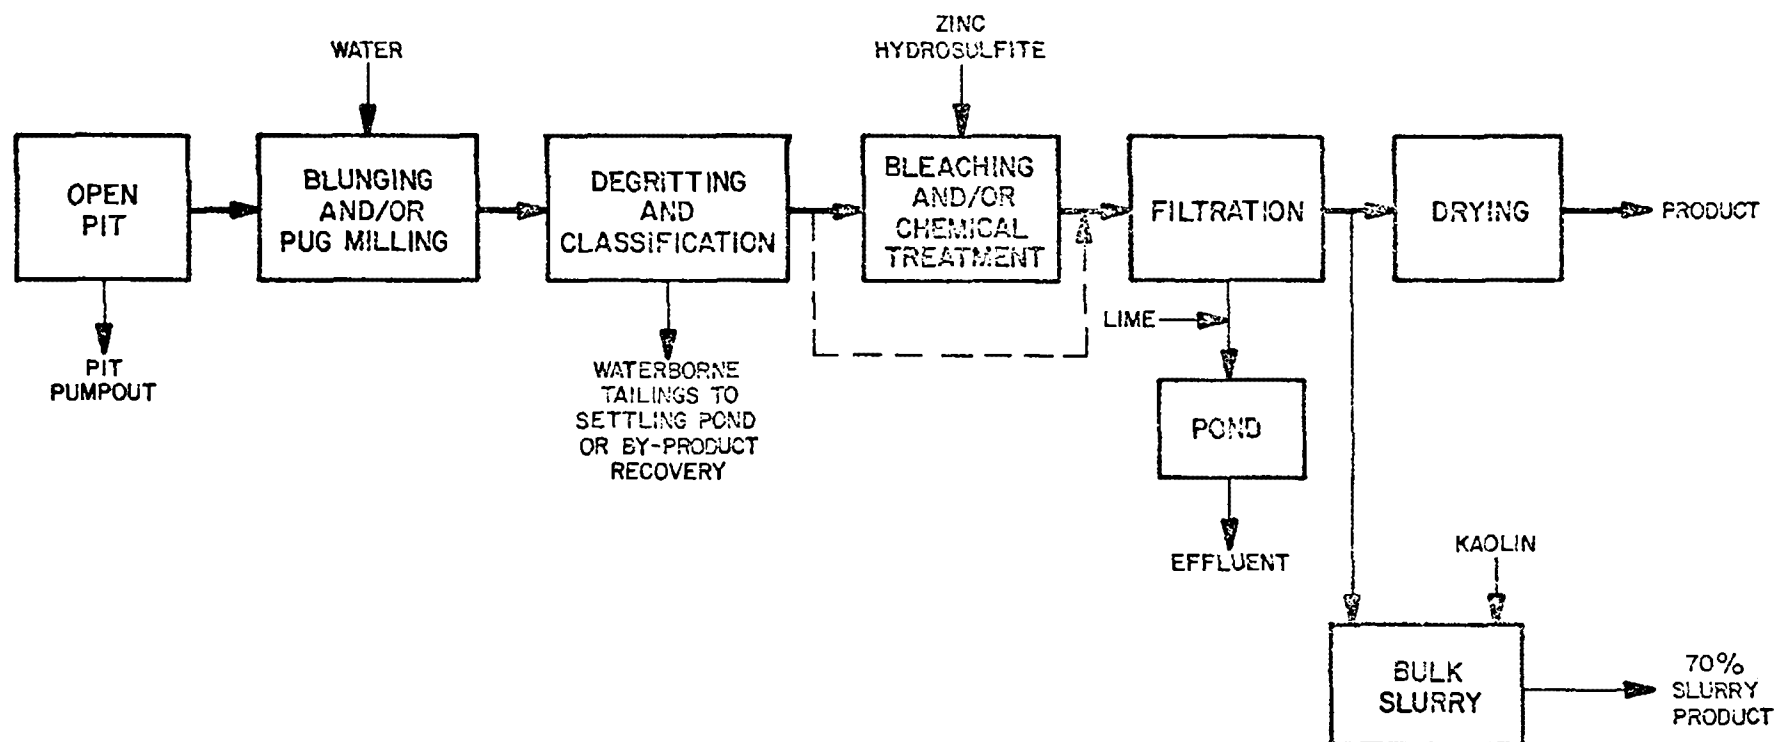 WATER
ZINC
HYDROSULFITE
OPEN
PIT
BLUNGING
AND/OR
PUG MILLING
DEGRITTING
AND
CLASSIFICATION
BLEACHING
AND/OR
CHEMICAL
TREATMENT
FILTRATION
DRYING
PRODUCT
PIT
PUMPOUT
WATERBORNE
TAILINGS TO
SETTLING POND
OR BY-PRODUCT
RECOVERY
LIME
POND
EFFLUENT
KAOLIN
BULK
SLURRY
70%
SLURRY
PRODUCT